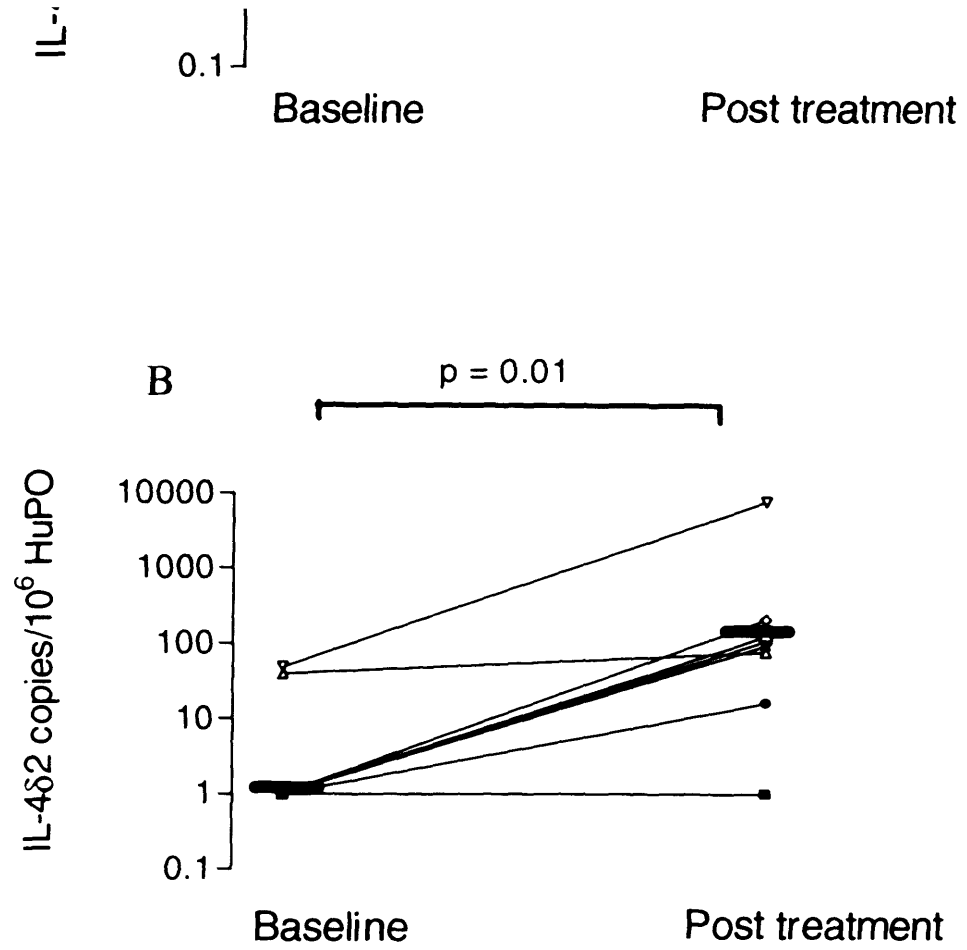 0.1
Baseline Post treatment
B
p = 0.01
IL-4δ2 copies/10⁶ HuPO
10000
1000
100
10
1
0.1
Baseline Post treatment